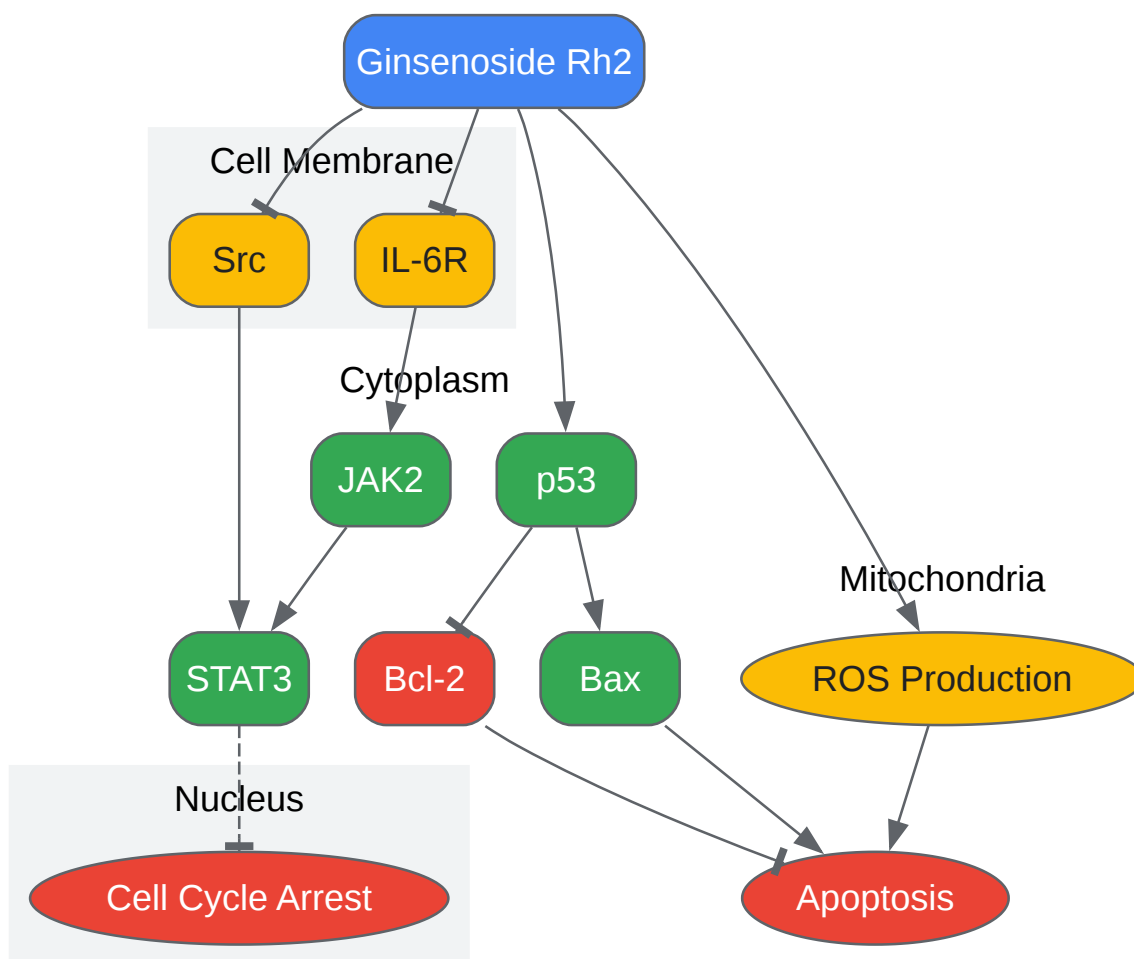 Ginsenoside Rh2
Cell Membrane
Src
IL-6R
Cytoplasm
JAK2
p53
Mitochondria
STAT3
Bcl-2
Bax
ROS Production
Nucleus
Cell Cycle Arrest
Apoptosis